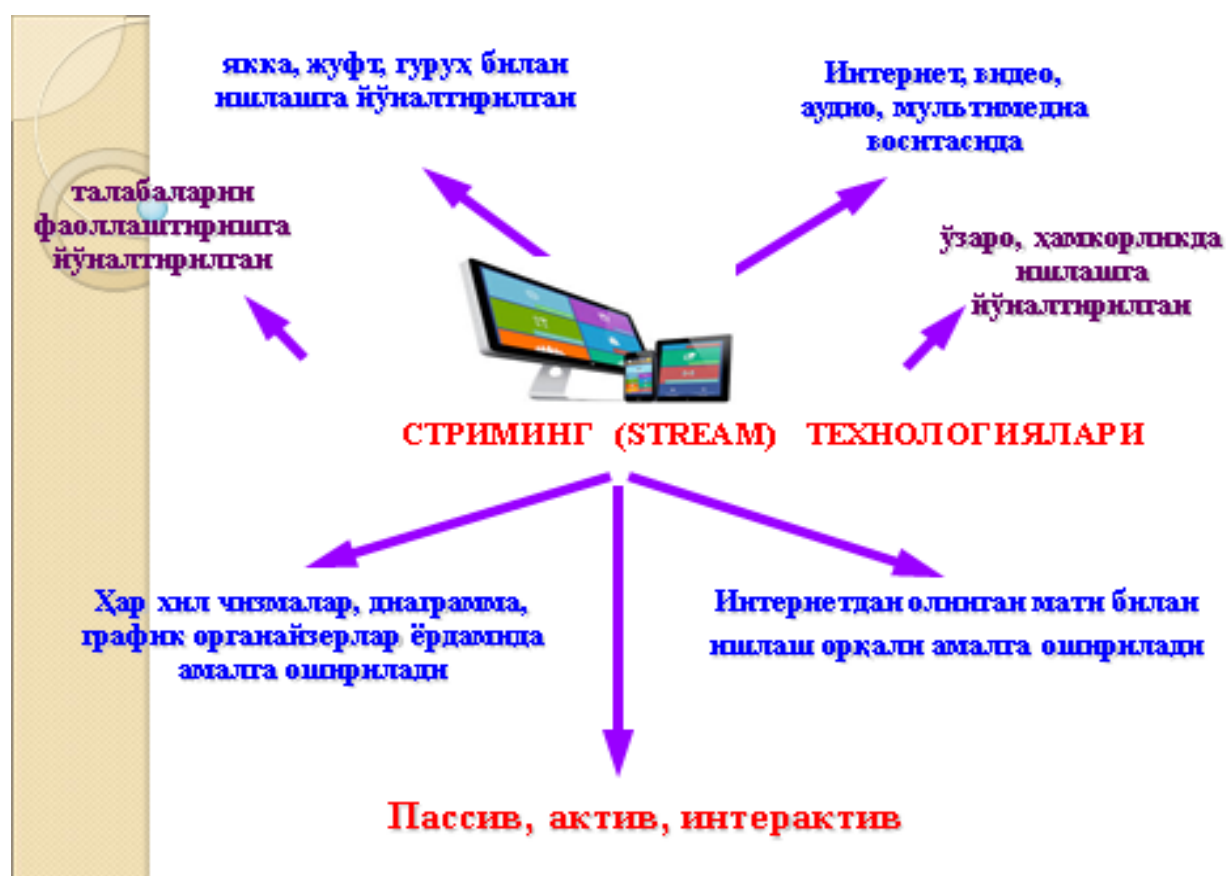 якка, жуфт, гуруҳ билан
ишлашга йўналтирилган
Интернет, видео,
аудио, мультимедиа
воситасида
талабаларни
фаоллаштиришга
йўналтирилган
ўзаро, ҳамкорликда
ишлашга
йўналтирилган
СТРИМИНГ (STREAM) ТЕХНОЛОГИЯЛАРИ
Ҳар хил чизмалар, диаграмма,
график органайзерлар ёрдамида
амалга оширилади
Интернетдан олинган матн билан
ишлаш орқали амалга оширилади
Пассив, актив, интерактив